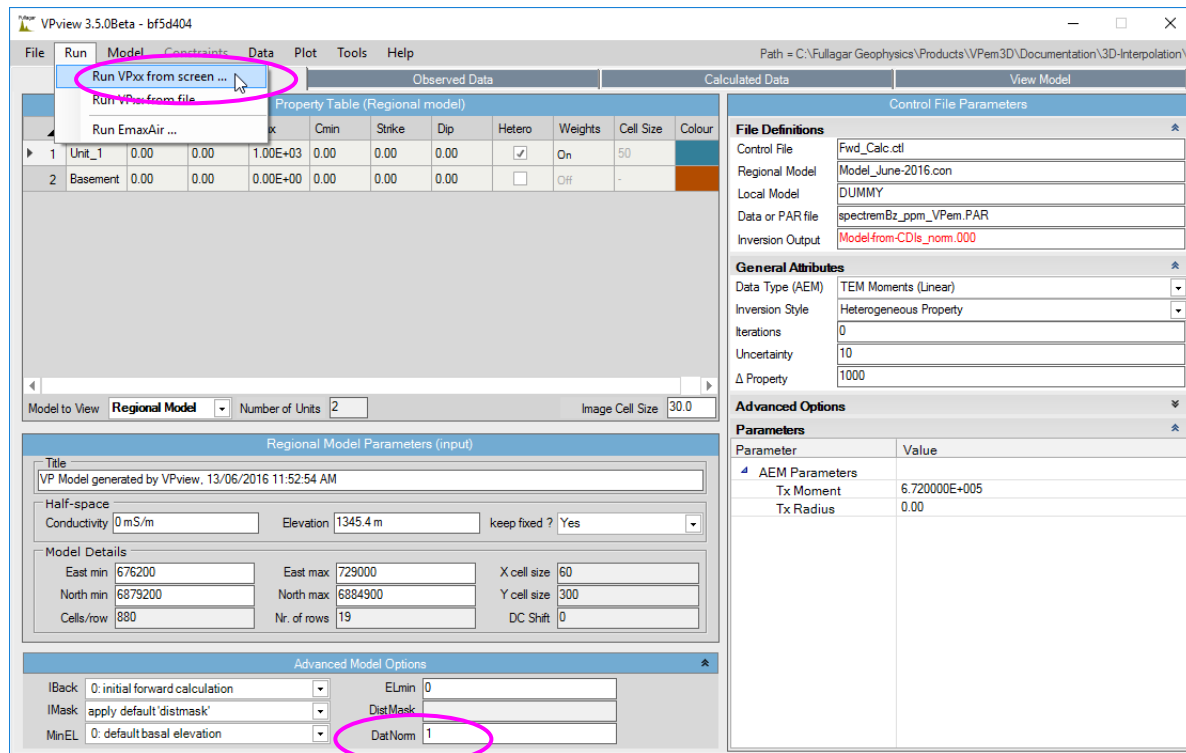 VPview 3.5.0Beta - bf5d404
File Run Model Constraints Data Plot Tools Help Path = C:\Fullagar Geophysics\Products\VPem3D\Documentation\3D-Interpolation\
Run VPxx from screen ...
Run VPxx from file
Run EmaxAir ...
Observed Data Calculated Data View Model
Property Table (Regional model)
Cmin Strike Dip Hetero Weights Cell Size Colour
1 Unit_1 0.00 0.00 1.00E+03 0.00 0.00 0.00 On 50
2 Basement 0.00 0.00 0.00E+00 0.00 0.00 0.00 Off -
Model to View Regional Model Number of Units 2 Image Cell Size 30.0
Regional Model Parameters (input)
Title
VP Model generated by VPview, 13/06/2016 11:52:54 AM
Half-space
Conductivity 0 mS/m Elevation 1345.4 m keep fixed ? Yes
Model Details
East min 676200 East max 729000 X cell size 60
North min 6879200 North max 6884900 Y cell size 300
Cells/row 880 Nr. of rows 19 DC Shift 0
Advanced Model Options
IBack 0: initial forward calculation ELmin 0
IMask apply default 'distmask' DistMask
MinEL 0: default basal elevation DatNorm 1
Control File Parameters
File Definitions
Control File Fwd_Calc.ctl
Regional Model Model_June-2016.con
Local Model DUMMY
Data or PAR file spectremBz_ppm_VPem.PAR
Inversion Output Model-from-CDIs_norm.000
General Attributes
Data Type (AEM) TEM Moments (Linear)
Inversion Style Heterogeneous Property
Iterations 0
Uncertainty 10
Δ Property 1000
Advanced Options
Parameters
Parameter Value
AEM Parameters
Tx Moment 6.720000E+005
Tx Radius 0.00